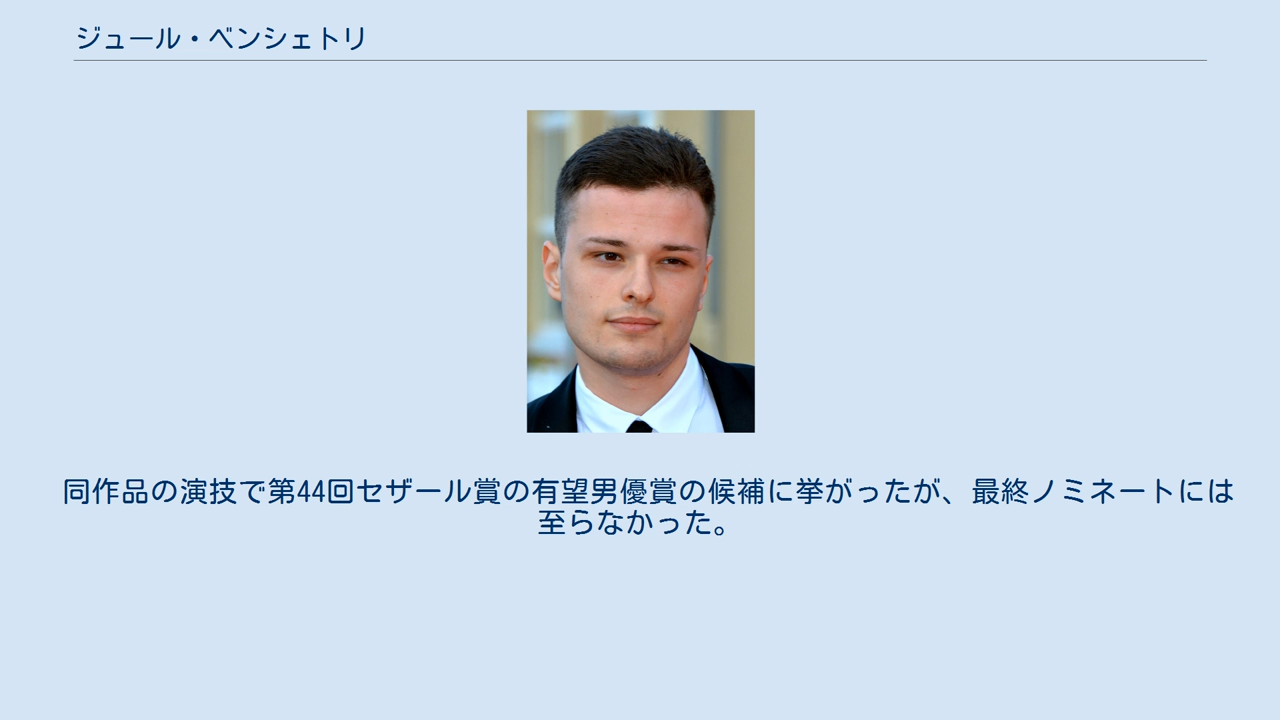 ジュール・ベンシェトリ
同作品の演技で第44回セザール賞の有望男優賞の候補に挙がったが、最終ノミネートには
至らなかった。